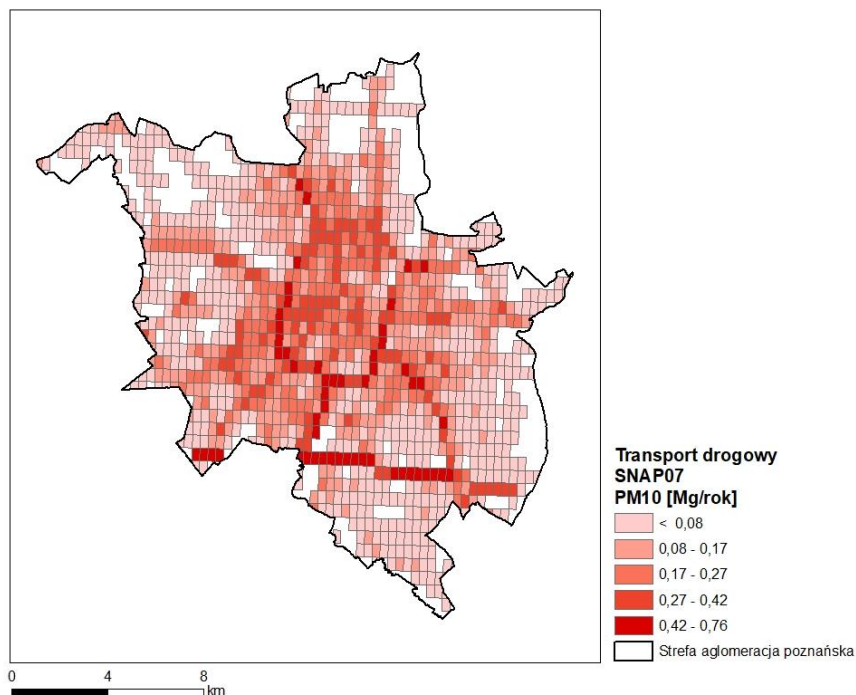 Transport drogowy
SNAP07
PM10 [Mg/rok]
< 0,08
0,08 - 0,17
0,17 - 0,27
0,27 - 0,42
0,42 - 0,76
Strefa aglomeracja poznańska
0 4 8
km